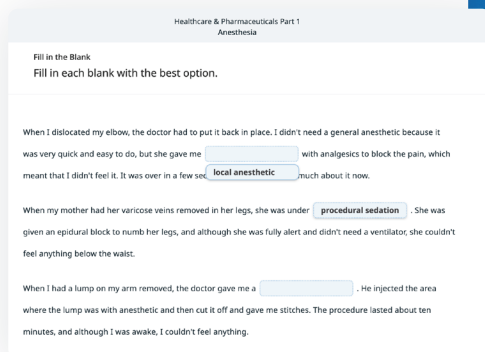 Healthcare & Pharmaceuticals Part 1
Anesthesia
Fill in the Blank
Fill in each blank with the best option.
When I dislocated my elbow, the doctor had to put it back in place. I didn't need a general anesthetic because it
was very quick and easy to do, but she gave me with analgesics to block the pain, which
meant that I didn't feel it. It was over in a few sec local anesthetic much about it now.
When my mother had her varicose veins removed in her legs, she was under procedural sedation . She was
given an epidural block to numb her legs, and although she was fully alert and didn't need a ventilator, she couldn't
feel anything below the waist.
When I had a lump on my arm removed, the doctor gave me a . He injected the area
where the lump was with anesthetic and then cut it off and gave me stitches. The procedure lasted about ten
minutes, and although I was awake, I couldn't feel anything.